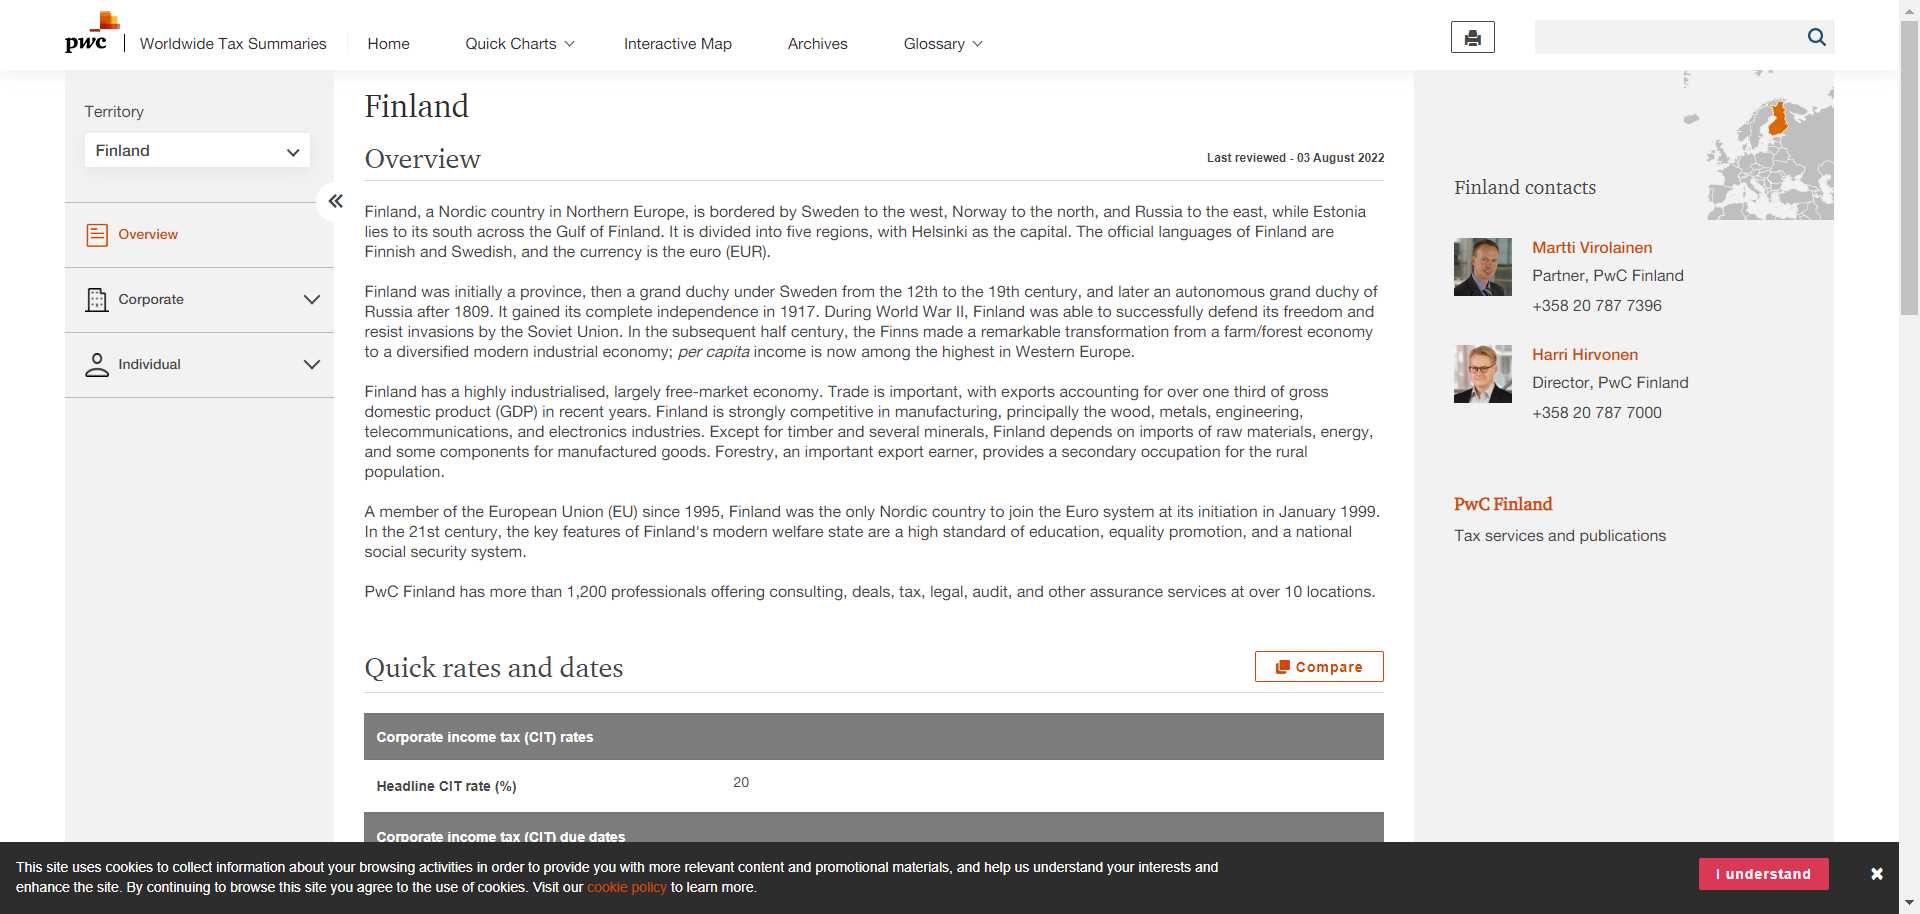 pwc
Worldwide Tax Summaries
Home
Quick Charts
Interactive Map
Archives
Glossary
Territory
Finland
Overview
Corporate
Individual
Finland
Overview
Last reviewed - 03 August 2022
Finland, a Nordic country in Northern Europe, is bordered by Sweden to the west, Norway to the north, and Russia to the east, while Estonia
lies to its south across the Gulf of Finland. It is divided into five regions, with Helsinki as the capital. The official languages of Finland are
Finnish and Swedish, and the currency is the euro (EUR).
Finland was initially a province, then a grand duchy under Sweden from the 12th to the 19th century, and later an autonomous grand duchy of
Russia after 1809. It gained its complete independence in 1917. During World War II, Finland was able to successfully defend its freedom and
resist invasions by the Soviet Union. In the subsequent half century, the Finns made a remarkable transformation from a farm/forest economy
to a diversified modern industrial economy; per capita income is now among the highest in Western Europe.
Finland has a highly industrialised, largely free-market economy. Trade is important, with exports accounting for over one third of gross
domestic product (GDP) in recent years. Finland is strongly competitive in manufacturing, principally the wood, metals, engineering,
telecommunications, and electronics industries. Except for timber and several minerals, Finland depends on imports of raw materials, energy,
and some components for manufactured goods. Forestry, an important export earner, provides a secondary occupation for the rural
population.
A member of the European Union (EU) since 1995, Finland was the only Nordic country to join the Euro system at its initiation in January 1999.
In the 21st century, the key features of Finland's modern welfare state are a high standard of education, equality promotion, and a national
social security system.
PwC Finland has more than 1,200 professionals offering consulting, deals, tax, legal, audit, and other assurance services at over 10 locations.
Quick rates and dates
Compare
Corporate income tax (CIT) rates
Headline CIT rate (%)
20
Corporate income tax (CIT) due dates
Finland contacts
Martti Virolainen
Partner, PwC Finland
+358 20 787 7396
Harri Hirvonen
Director, PwC Finland
+358 20 787 7000
PwC Finland
Tax services and publications
This site uses cookies to collect information about your browsing activities in order to provide you with more relevant content and promotional materials, and help us understand your interests and
enhance the site. By continuing to browse this site you agree to the use of cookies. Visit our cookie policy to learn more.
I understand